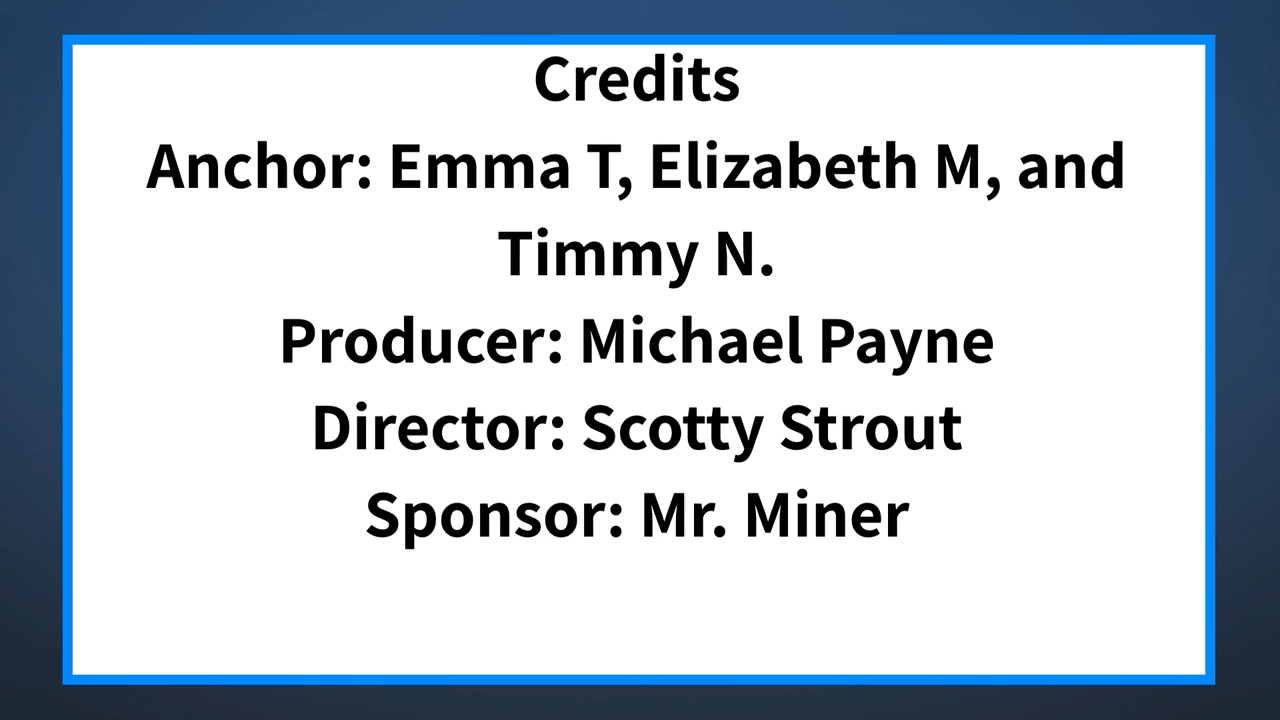 Credits
Anchor: Emma T, Elizabeth M, and
Timmy N.
Producer: Michael Payne
Director: Scotty Strout
Sponsor: Mr. Miner